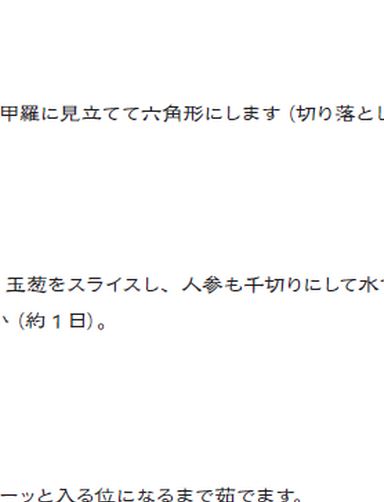 甲羅に見立てて六角形にします（切り落とし
玉葱をスライスし、人参も千切りにして水で
い（約１日）。
ーッと入る位になるまで茹でます。